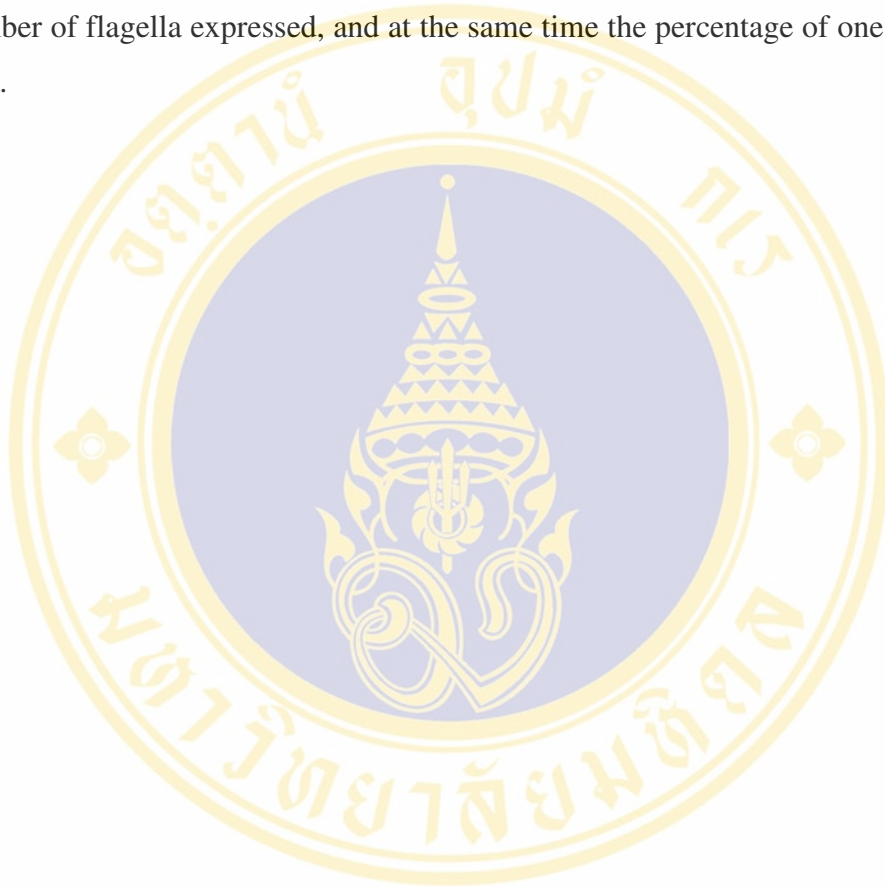 ber of flagella expressed, and at the same time the percentage of one
.
อตฺตานํ อุปมํ กเร
มหาวิทยาลัยมหิดล